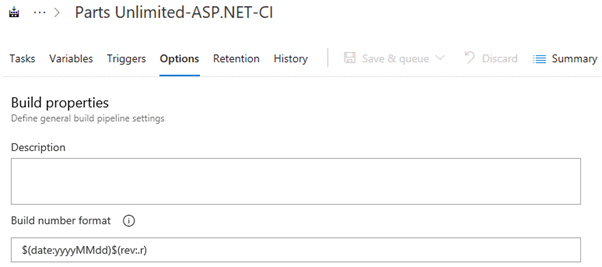 ··· > Parts Unlimited-ASP.NET-CI
Tasks Variables Triggers Options Retention History Save & queue Discard Summary
Build properties
Define general build pipeline settings
Description
Build number format
$(date:yyyyMMdd)$(rev:.r)